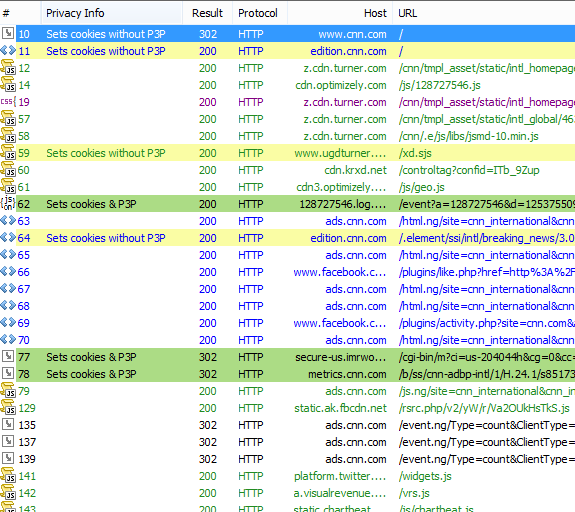 # Privacy Info Result Protocol Host URL
10 Sets cookies without P3P 302 HTTP www.cnn.com /
11 Sets cookies without P3P 200 HTTP edition.cnn.com /
12 200 HTTP z.cdn.turner.com /cnn/tmpl_asset/static/intl_homepag
14 200 HTTP cdn.optimizely.com /js/128727546.js
19 200 HTTP z.cdn.turner.com /cnn/tmpl_asset/static/intl_homepag
57 200 HTTP z.cdn.turner.com /cnn/tmpl_asset/static/intl_global/46
58 200 HTTP z.cdn.turner.com /cnn/.e/js/libs/jsmd-10.min.js
59 Sets cookies without P3P 200 HTTP www.ugdturner.... /xd.sjs
60 200 HTTP cdn.krxd.net /controltag?confid=ITb_9Zup
61 200 HTTP cdn3.optimizely... /js/geo.js
62 Sets cookies & P3P 200 HTTP 128727546.log.... /event?a=128727546&d=125375509
63 200 HTTP ads.cnn.com /html.ng/site=cnn_international&cn
64 Sets cookies without P3P 200 HTTP edition.cnn.com /.element/ssi/intl/breaking_news/3.0
65 200 HTTP ads.cnn.com /html.ng/site=cnn_international&cn
66 200 HTTP www.facebook.c... /plugins/like.php?href=http%3A%2F
67 200 HTTP ads.cnn.com /html.ng/site=cnn_international&cn
68 200 HTTP ads.cnn.com /html.ng/site=cnn_international&cn
69 200 HTTP www.facebook.c... /plugins/activity.php?site=cnn.com&
70 200 HTTP ads.cnn.com /html.ng/site=cnn_international&cn
77 Sets cookies & P3P 302 HTTP secure-us.imrwo... /cgi-bin/m?ci=us-204044h&cg=0&cc=
78 Sets cookies & P3P 302 HTTP metrics.cnn.com /b/ss/cnn-adbp-intl/1/H.24.1/s85173
79 200 HTTP ads.cnn.com /js.ng/site=cnn_international&cn
129 200 HTTP static.ak.fbcdn.net /rsrc.php/v2/yW/r/Va2OUkHsTkS.js
135 302 HTTP ads.cnn.com /event.ng/Type=count&ClientType=
137 302 HTTP ads.cnn.com /event.ng/Type=count&ClientType=
139 302 HTTP ads.cnn.com /event.ng/Type=count&ClientType=
141 200 HTTP platform.twitter.... /widgets.js
142 200 HTTP a.visualrevenue.... /vrs.js
143 200 HTTP static.chartbeat.... /js/chartbeat.js